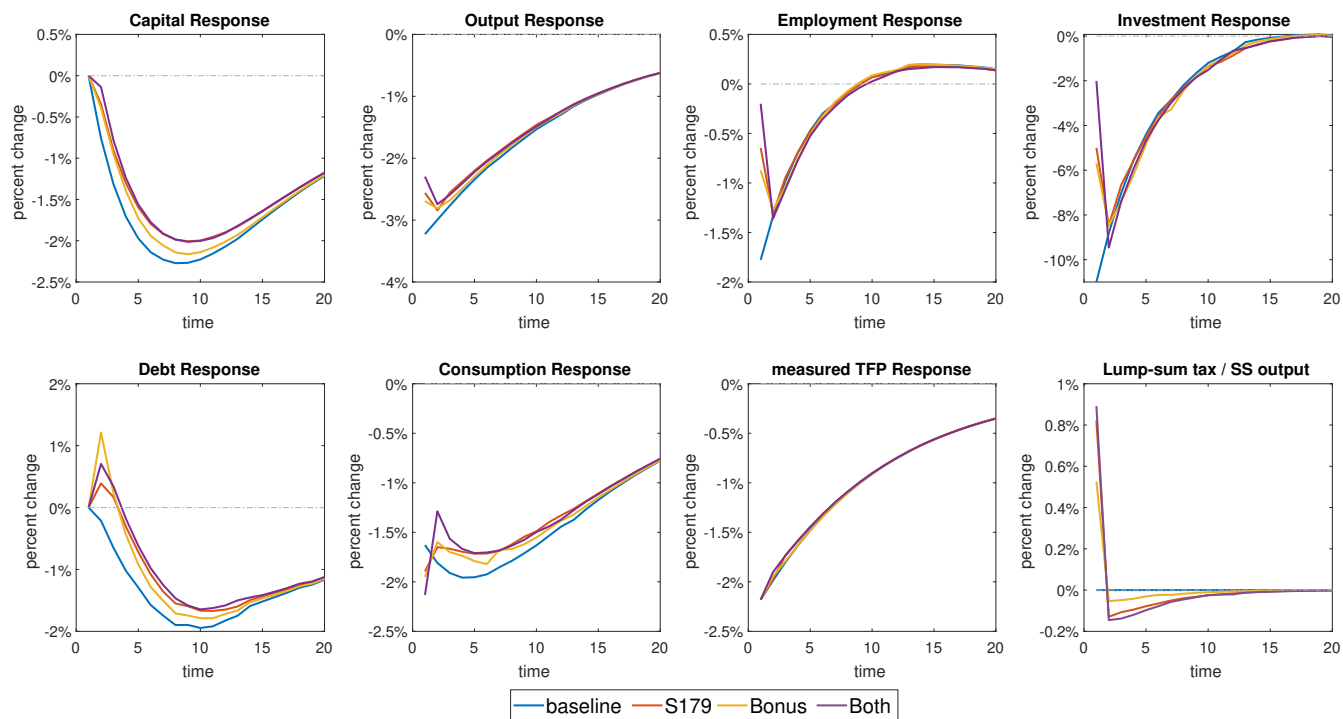 Capital Response
0.5%
0%
-0.5%
-1%
-1.5%
-2%
-2.5%
percent change
0 5 10 15 20
time
Output Response
0%
-1%
-2%
-3%
-4%
percent change
0 5 10 15 20
time
Employment Response
0.5%
0%
-0.5%
-1%
-1.5%
-2%
percent change
0 5 10 15 20
time
Investment Response
0%
-2%
-4%
-6%
-8%
-10%
percent change
0 5 10 15 20
time
Debt Response
2%
1%
0%
-1%
-2%
percent change
0 5 10 15 20
time
Consumption Response
0%
-0.5%
-1%
-1.5%
-2%
-2.5%
percent change
0 5 10 15 20
time
measured TFP Response
0%
-0.5%
-1%
-1.5%
-2%
-2.5%
percent change
0 5 10 15 20
time
Lump-sum tax / SS output
1%
0.8%
0.6%
0.4%
0.2%
0%
-0.2%
percent change
0 5 10 15 20
time
baseline S179 Bonus Both